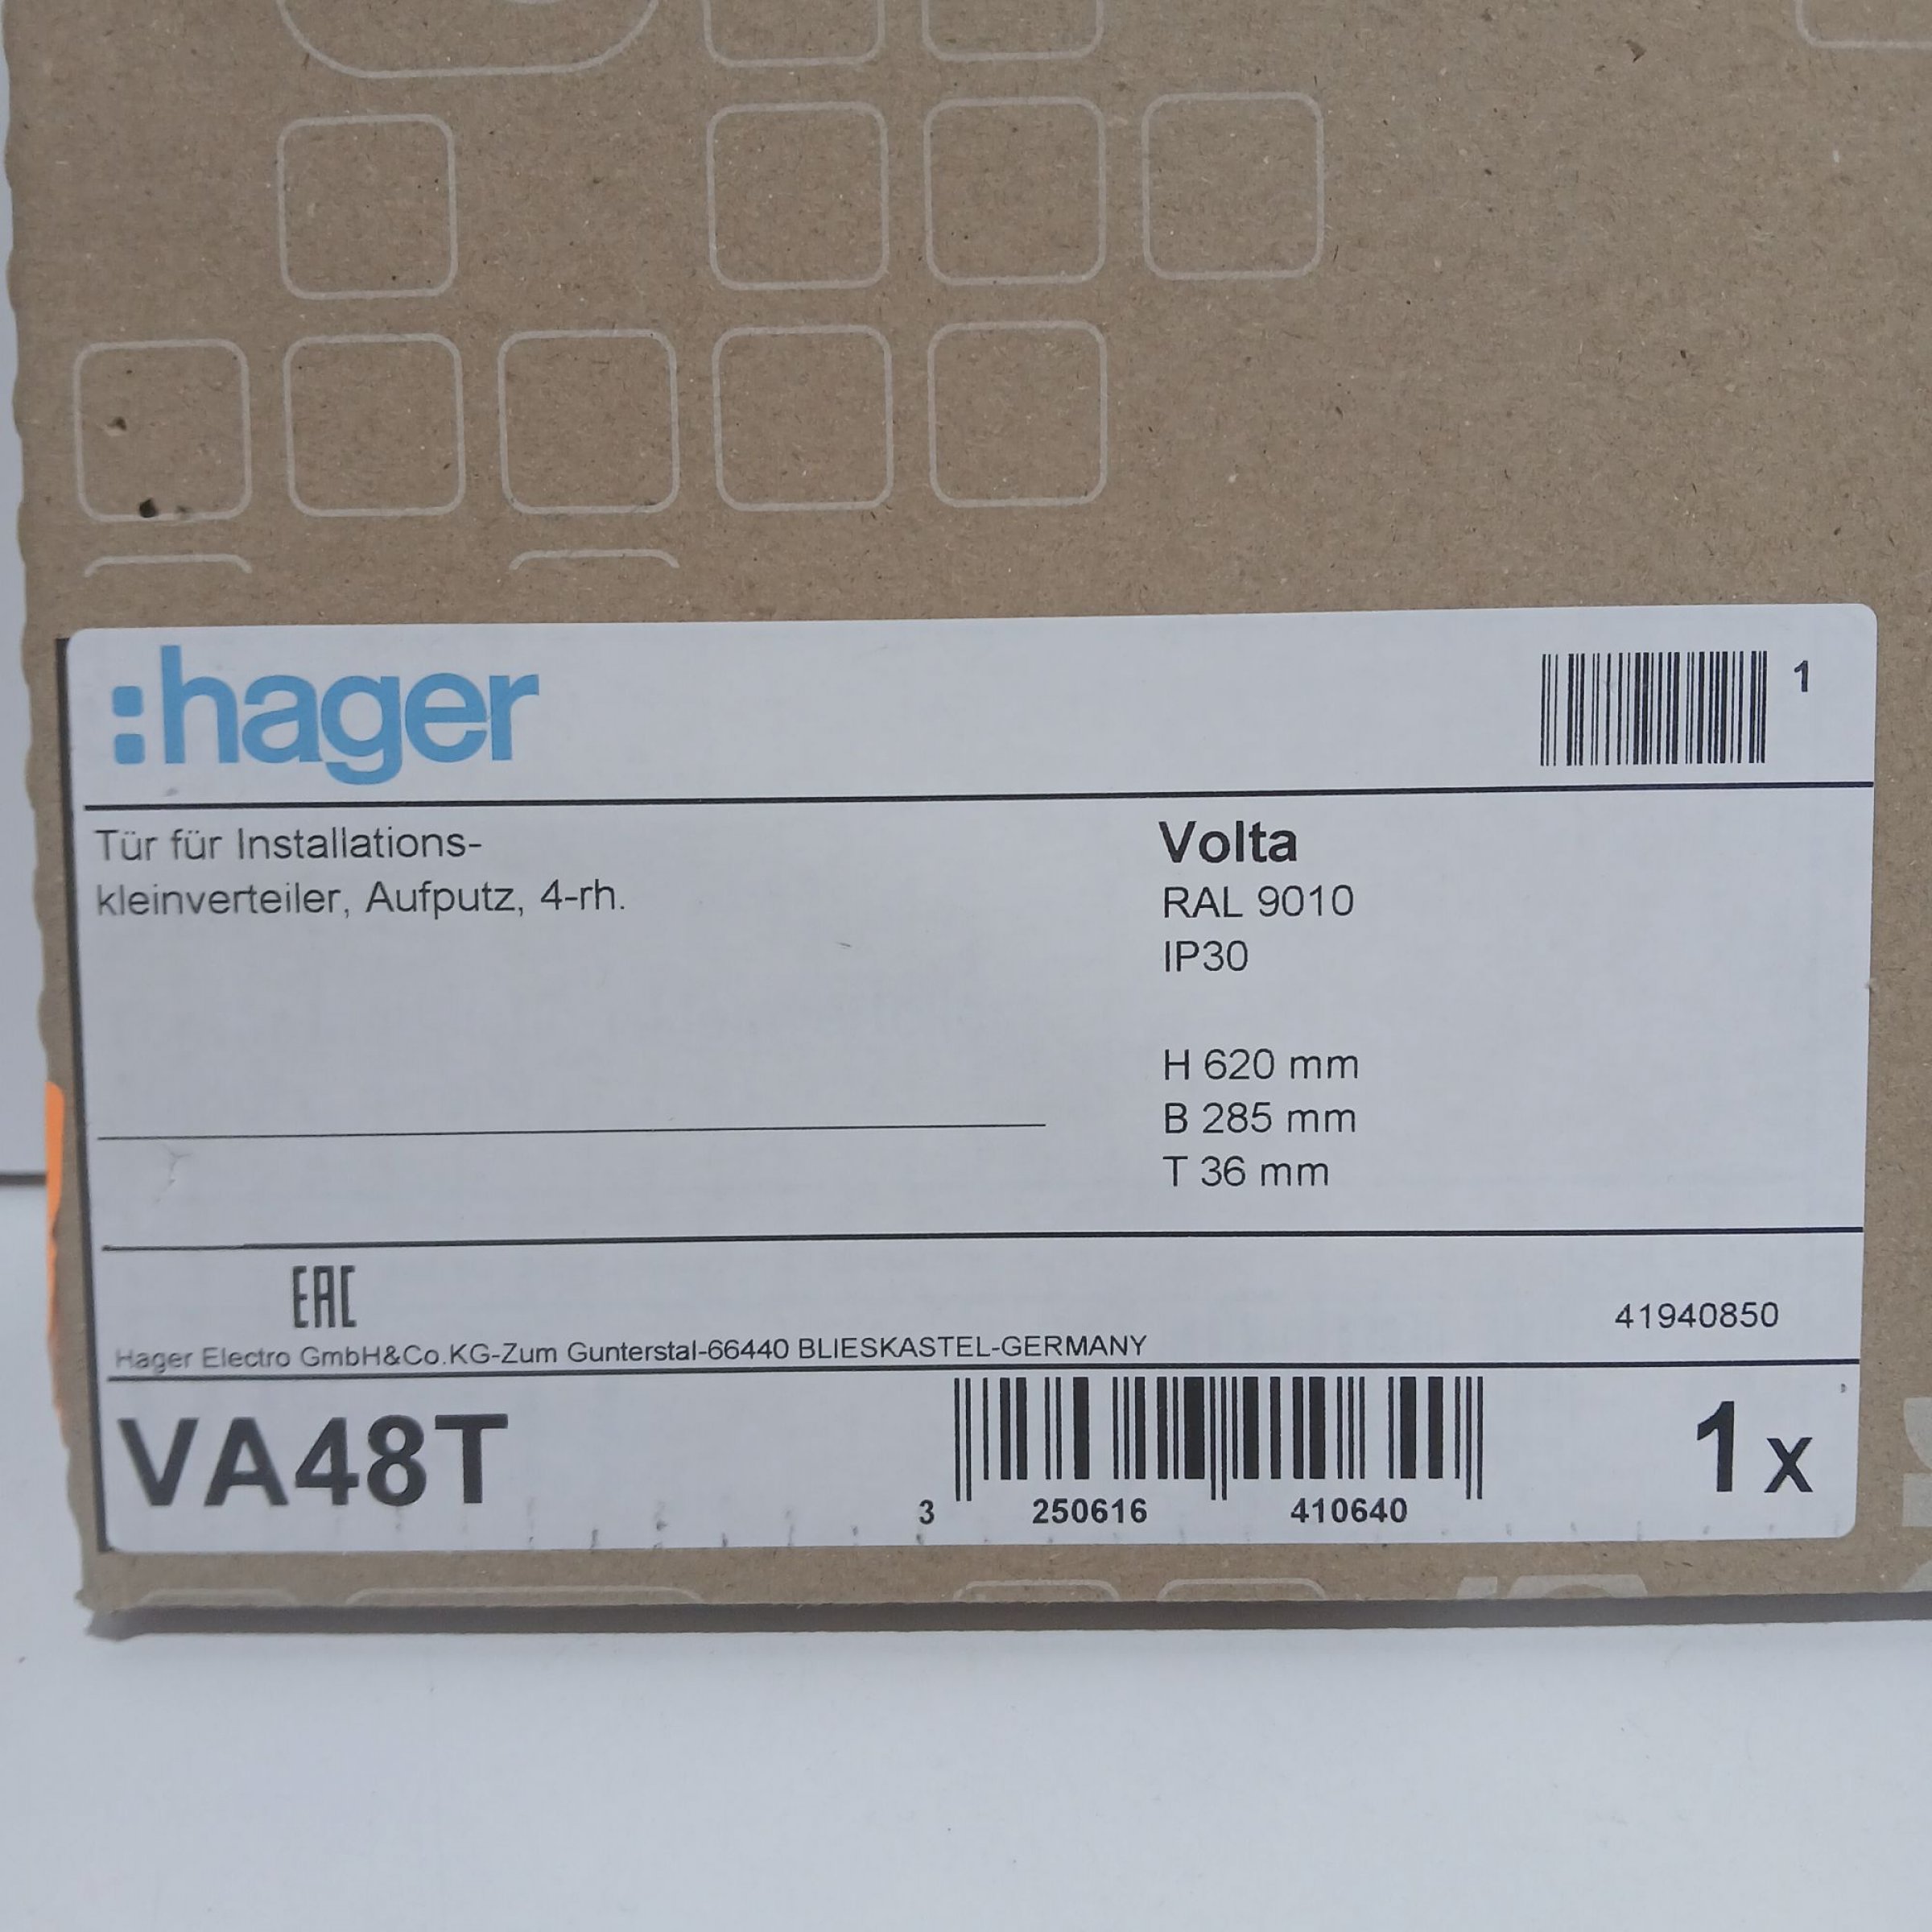 :hager
1
Tür für Installations-
kleinverteiler, Aufputz, 4-rh.
Volta
RAL 9010
IP30
H 620 mm
B 285 mm
T 36 mm
EAC
41940850
Hager Electro GmbH&Co.KG-Zum Gunterstal-66440 BLIESKASTEL-GERMANY
VA48T
3 250616 410640
1 x